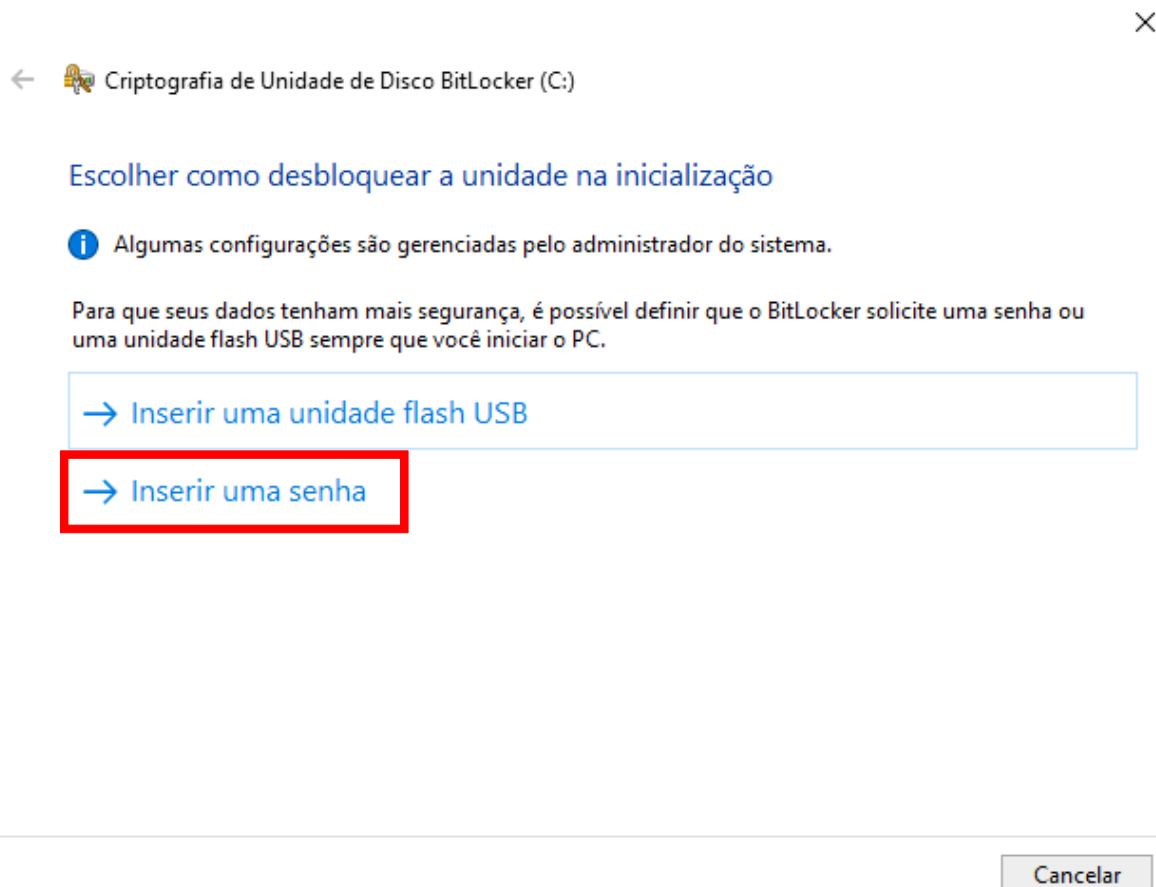 Criptografia de Unidade de Disco BitLocker (C:)
Escolher como desbloquear a unidade na inicialização
Algumas configurações são gerenciadas pelo administrador do sistema.
Para que seus dados tenham mais segurança, é possível definir que o BitLocker solicite uma senha ou
uma unidade flash USB sempre que você iniciar o PC.
Inserir uma unidade flash USB
Inserir uma senha
Cancelar